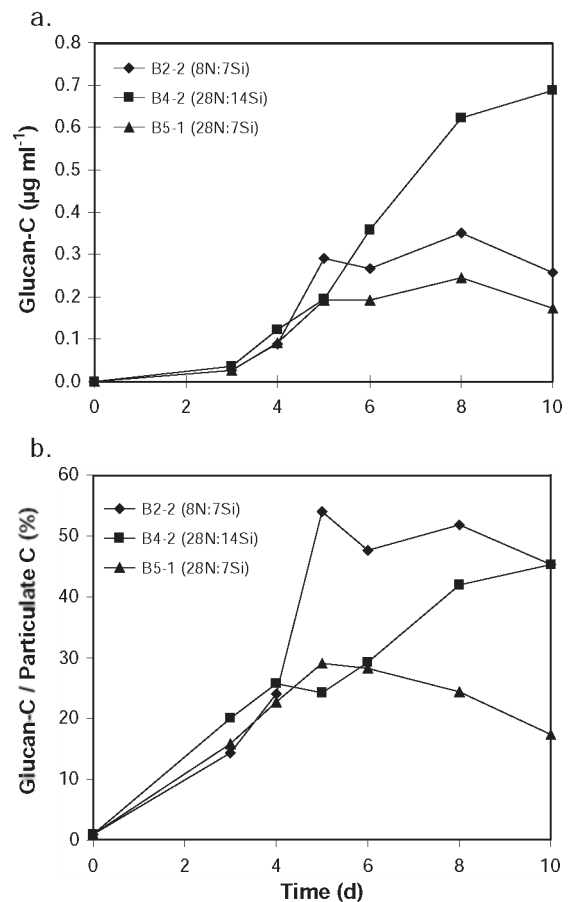 a.
Glucan-C (µg ml⁻¹)
0.8
0.7
0.6
0.5
0.4
0.3
0.2
0.1
0.0
B2-2 (8N:7Si)
B4-2 (28N:14Si)
B5-1 (28N:7Si)
0 2 4 6 8 10
b.
Glucan-C / Particulate C (%)
60
50
40
30
20
10
0
B2-2 (8N:7Si)
B4-2 (28N:14Si)
B5-1 (28N:7Si)
0 2 4 6 8 10
Time (d)